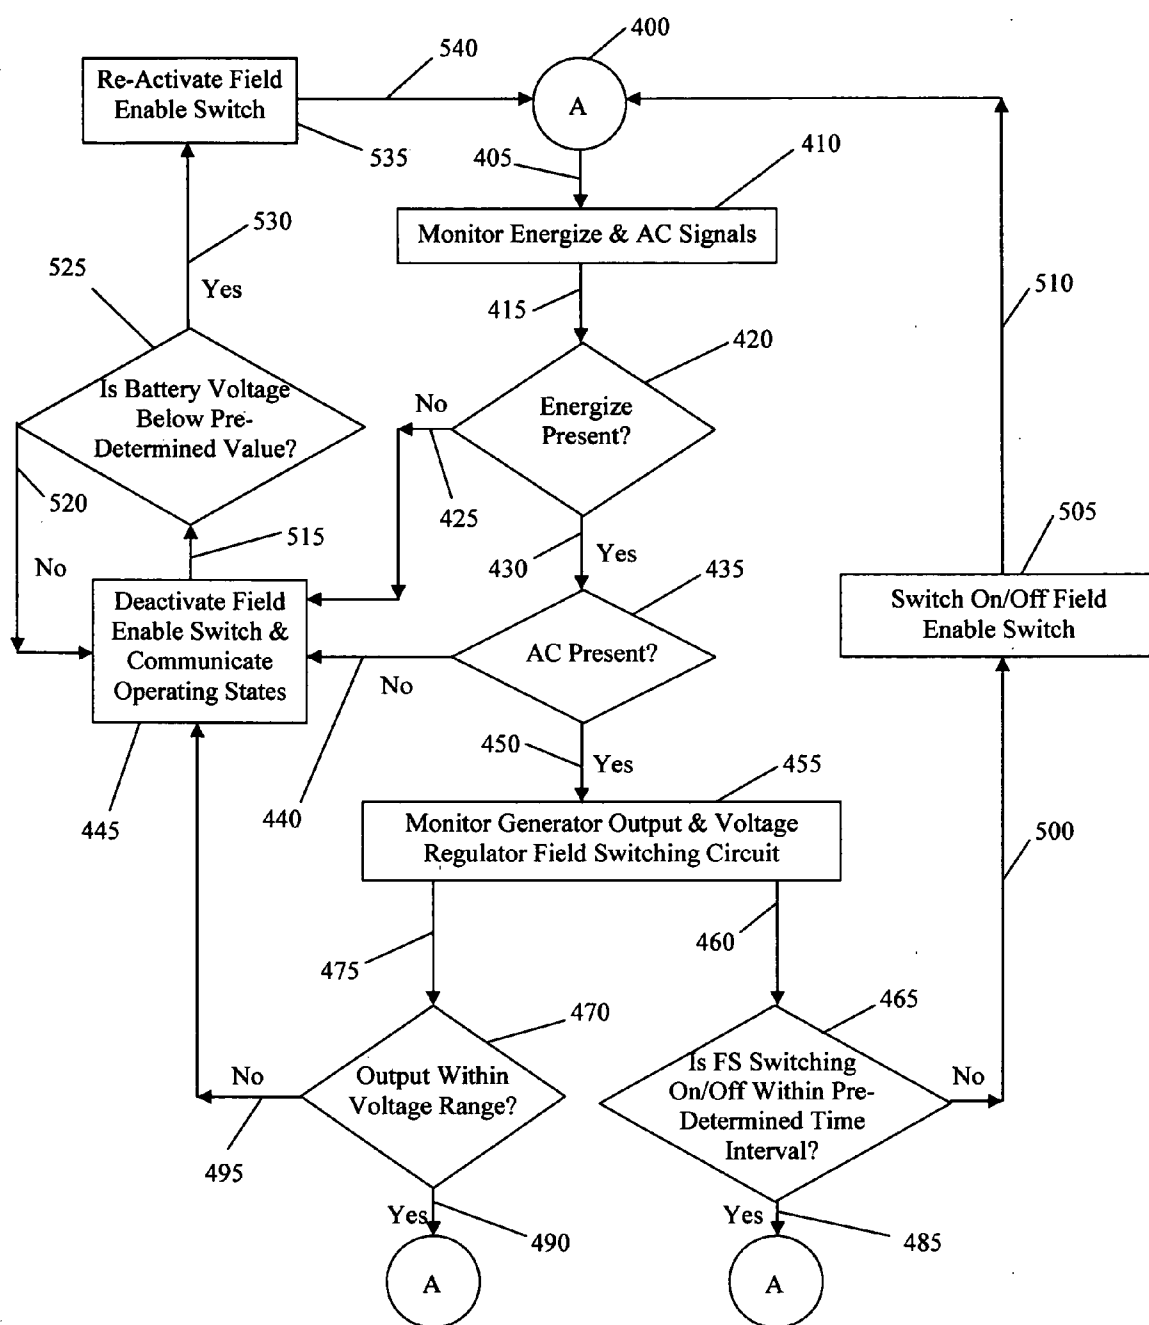 400
540
Re-Activate Field
Enable Switch
A
535
405
410
Monitor Energize & AC Signals
530
525
Yes
415
510
420
Is Battery Voltage
Below Pre-
Determined Value?
No
Energize
Present?
520
425
515
No
430
Yes
435
505
Deactivate Field
Enable Switch &
Communicate
Operating States
AC Present?
No
Switch On/Off Field
Enable Switch
450
Yes
455
445
440
Monitor Generator Output & Voltage
Regulator Field Switching Circuit
500
475
460
470
465
No
Output Within
Voltage Range?
Is FS Switching
On/Off Within Pre-
Determined Time
Interval?
No
495
Yes
490
Yes
485
A
A